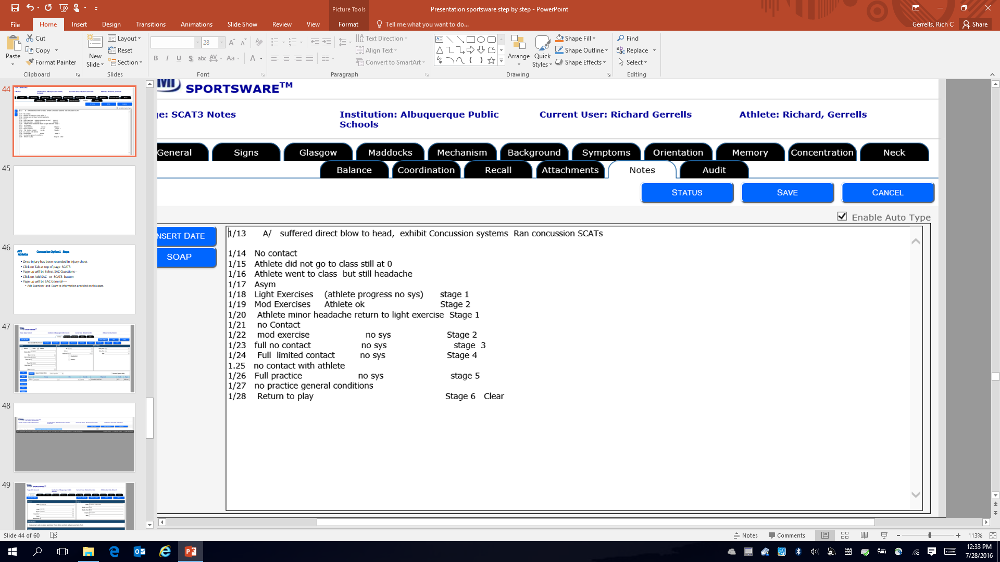 Picture Tools
Presentation sportsware step by step - PowerPoint
File Home Insert Design Transitions Animations Slide Show Review View Format Tell me what you want to do... Gerrells, Rich C Share
Paste
Cut
Copy
Format Painter
Clipboard
New Slide
Layout
Reset
Section
Slides
28
B I U S abc AV Aa A
Font
Text Direction
Align Text
Convert to SmartArt
Paragraph
Arrange
Quick Styles
Shape Fill
Shape Outline
Shape Effects
Drawing
Find
Replace
Select
Editing
44
45
46
APS Athletics
Concussion Option1 Steps
• Once injury has been recorded in injury sheet
• Click on Tab at top of page SCAT3
• Page up will be Select SAC Questions---
• Click on Add SAC or SCAT3 button
• Page up will be SAC General-----
• Add Examiner and Exam to information provided on this page.
47
48
49
SPORTSWARE™
ge: SCAT3 Notes
Institution: Albuquerque Public
Schools
Current User: Richard Gerrells
Athlete: Richard, Gerrells
General Signs Glasgow Maddocks Mechanism Background Symptoms Orientation Memory Concentration Neck
Balance Coordination Recall Attachments Notes Audit
STATUS SAVE CANCEL
Enable Auto Type
NSERT DATE
SOAP
1/13 A/ suffered direct blow to head, exhibit Concussion systems Ran concussion SCATs
1/14 No contact
1/15 Athlete did not go to class still at 0
1/16 Athlete went to class but still headache
1/17 Asym
1/18 Light Exercises (athlete progress no sys) stage 1
1/19 Mod Exercises Athlete ok Stage 2
1/20 Athlete minor headache return to light exercise Stage 1
1/21 no Contact
1/22 mod exercise no sys Stage 2
1/23 full no contact no sys stage 3
1/24 Full limited contact no sys Stage 4
1.25 no contact with athlete
1/26 Full practice no sys stage 5
1/27 no practice general conditions
1/28 Return to play Stage 6 Clear
Slide 44 of 60
Notes
Comments
113%
12:33 PM
7/28/2016